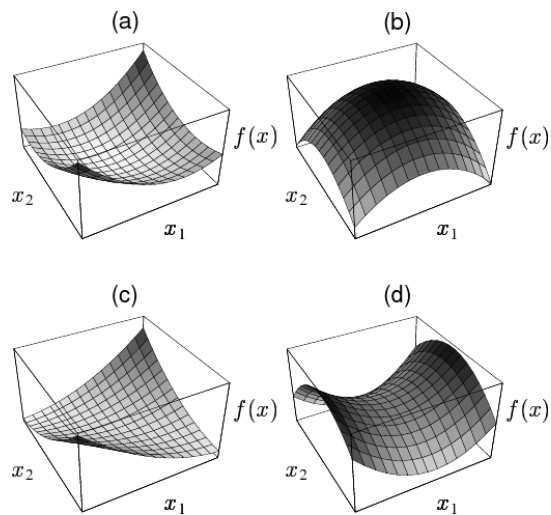 (a) (b)
f(x) f(x)
x₂ x₂
x₁ x₁
(c) (d)
f(x) f(x)
x₂ x₂
x₁ x₁